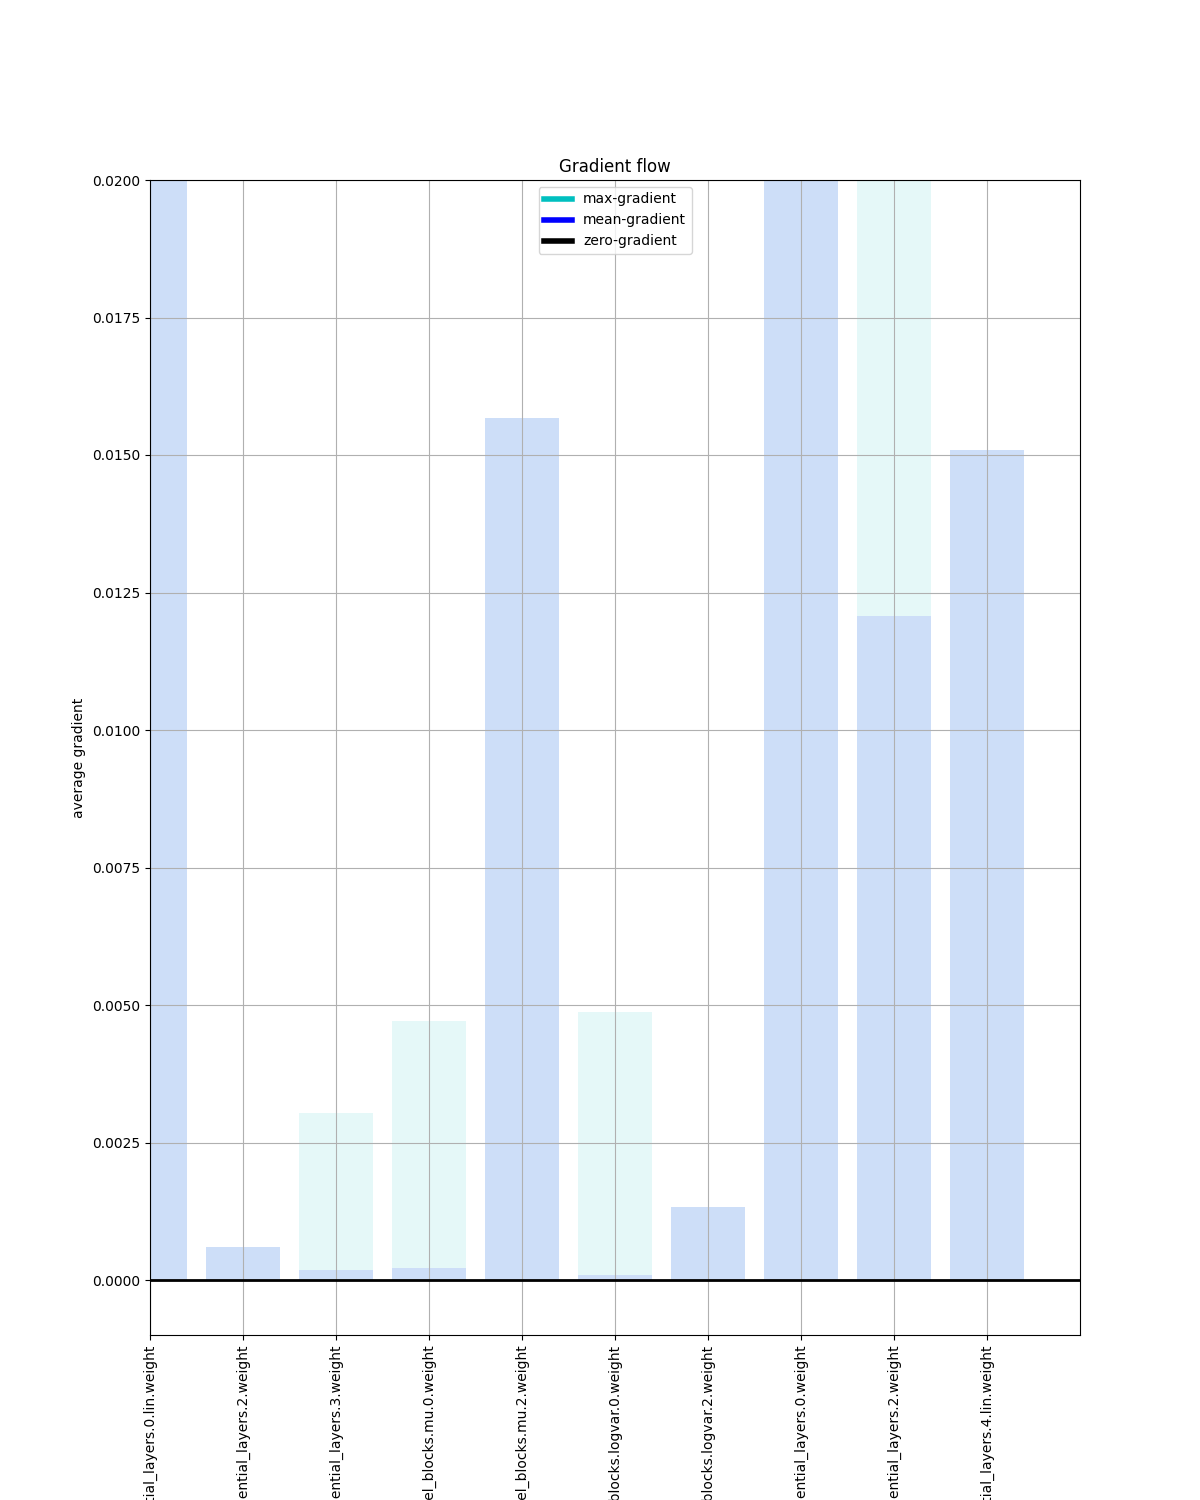 Gradient flow
max-gradient
mean-gradient
zero-gradient
0.0200
0.0175
0.0150
0.0125
0.0100
0.0075
0.0050
0.0025
0.0000
average gradient
tial_layers.0.lin.weight
ential_layers.2.weight
ential_layers.3.weight
el_blocks.mu.0.weight
el_blocks.mu.2.weight
blocks.logvar.0.weight
blocks.logvar.2.weight
ential_layers.0.weight
ential_layers.2.weight
tial_layers.4.lin.weight